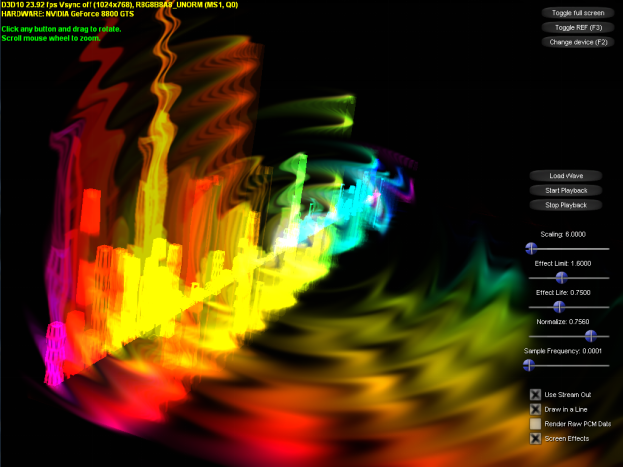 D3D10 23.92 fps Vsync off (1024x768), R8G8B8A8_UNORM (MS1, Q0)
HARDWARE: NVIDIA GeForce 8800 GTS
Click any button and drag to rotate.
Scroll mouse wheel to zoom.
Toggle full screen
Toggle REF (F3)
Change device (F2)
Load Wave
Start Playback
Stop Playback
Scaling: 6.0000
Effect Limit: 1.6000
Effect Life: 0.7500
Normalize: 0.7560
Sample Frequency: 0.0001
Use Stream Out
Draw in a Line
Render Raw PCM Data
Screen Effects